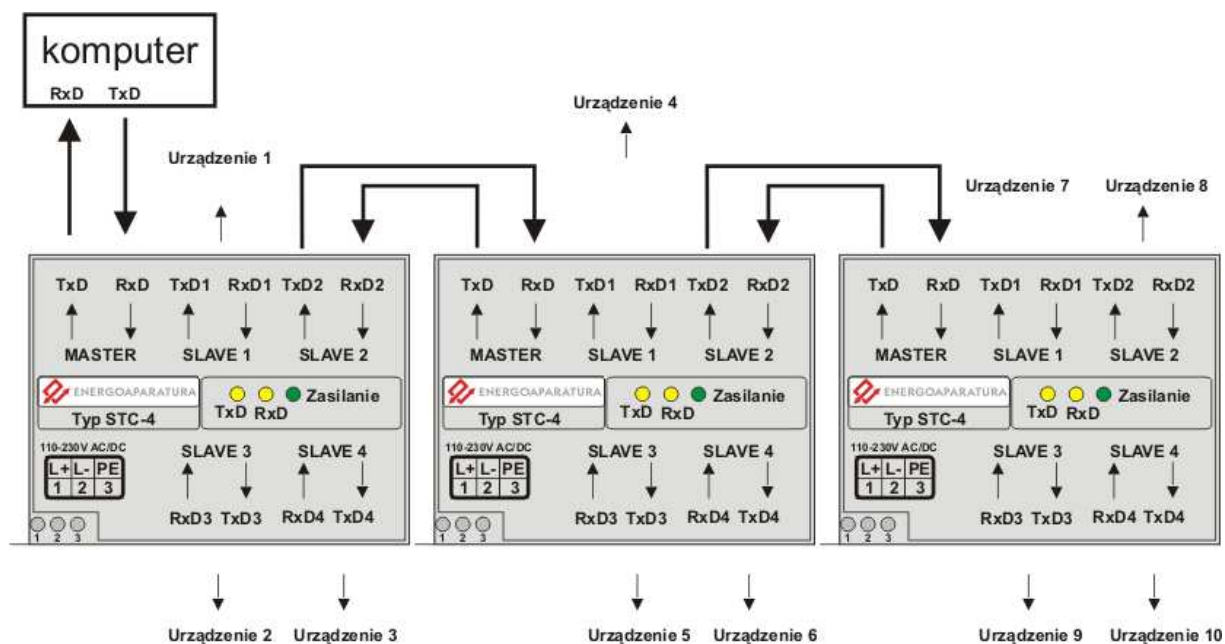 komputer
RxD TxD
Urządzenie 4
Urządzenie 1
Urządzenie 7 Urządzenie 8
TxD RxD TxD1 RxD1 TxD2 RxD2
MASTER SLAVE 1 SLAVE 2
ENERGOAPARATURA
Zasilanie
TxD RxD
Typ STC-4
110-230V AC/DC
SLAVE 3 SLAVE 4
L+ L- PE
1 2 3
RxD3 TxD3 RxD4 TxD4
1 2 3
TxD RxD TxD1 RxD1 TxD2 RxD2
MASTER SLAVE 1 SLAVE 2
ENERGOAPARATURA
Zasilanie
TxD RxD
Typ STC-4
110-230V AC/DC
SLAVE 3 SLAVE 4
L+ L- PE
1 2 3
RxD3 TxD3 RxD4 TxD4
1 2 3
TxD RxD TxD1 RxD1 TxD2 RxD2
MASTER SLAVE 1 SLAVE 2
ENERGOAPARATURA
Zasilanie
TxD RxD
Typ STC-4
110-230V AC/DC
SLAVE 3 SLAVE 4
L+ L- PE
1 2 3
RxD3 TxD3 RxD4 TxD4
1 2 3
Urządzenie 2 Urządzenie 3
Urządzenie 5 Urządzenie 6
Urządzenie 9 Urządzenie 10